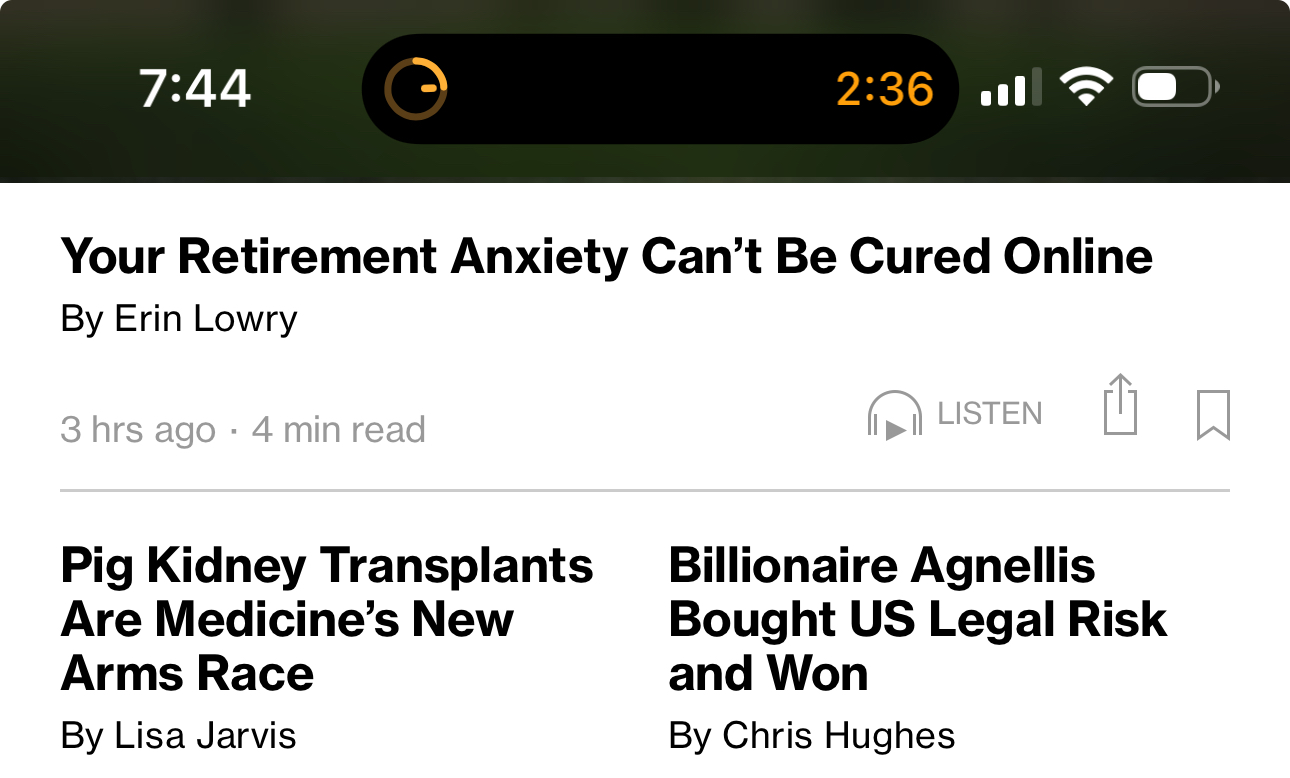 7:44 2:36
Your Retirement Anxiety Can’t Be Cured Online
By Erin Lowry
3 hrs ago · 4 min read LISTEN
Pig Kidney Transplants
Are Medicine’s New
Arms Race
By Lisa Jarvis
Billionaire Agnellis
Bought US Legal Risk
and Won
By Chris Hughes